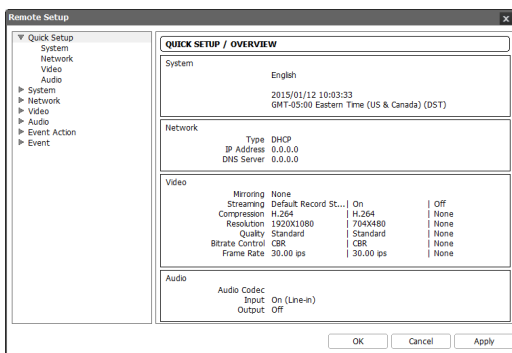 Remote Setup
x
Quick Setup
System
Network
Video
Audio
System
Network
Video
Audio
Event Action
Event
QUICK SETUP / OVERVIEW
System
English
2015/01/12 10:03:33
GMT-05:00 Eastern Time (US & Canada) (DST)
Network
Type DHCP
IP Address 0.0.0.0
DNS Server 0.0.0.0
Video
Mirroring None
Streaming Default Record St...| On | Off
Compression H.264 | H.264 | None
Resolution 1920X1080 | 704X480 | None
Quality Standard | Standard | None
Bitrate Control CBR | CBR | None
Frame Rate 30.00 ips | 30.00 ips | None
Audio
Audio Codec
Input On (Line-in)
Output Off
OK Cancel Apply